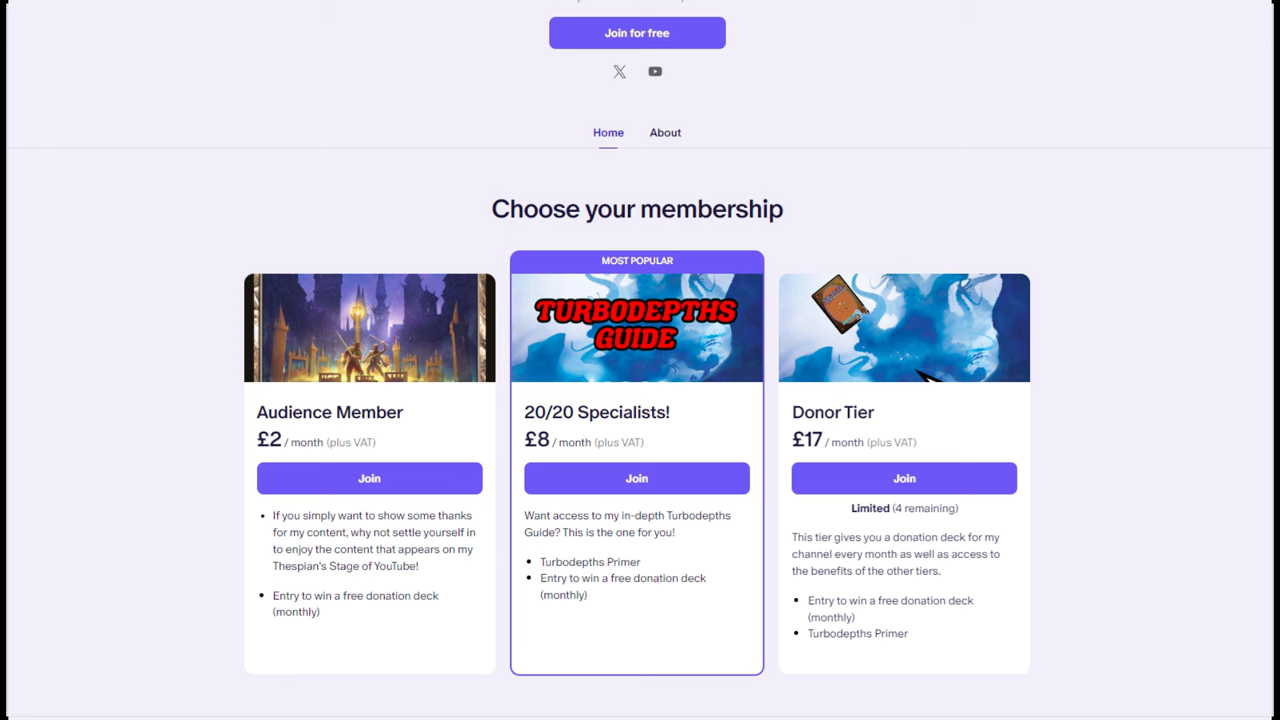 Join for free
Home About
Choose your membership
MOST POPULAR
TURBODEPTHS
GUIDE
Audience Member
£2 / month (plus VAT)
Join
• If you simply want to show some thanks
for my content, why not settle yourself in
to enjoy the content that appears on my
Thespian's Stage of YouTube!
• Entry to win a free donation deck
(monthly)
20/20 Specialists!
£8 / month (plus VAT)
Join
Want access to my in-depth Turbodepths
Guide? This is the one for you!
• Turbodepths Primer
• Entry to win a free donation deck
(monthly)
Donor Tier
£17 / month (plus VAT)
Join
Limited (4 remaining)
This tier gives you a donation deck for my
channel every month as well as access to
the benefits of the other tiers.
• Entry to win a free donation deck
(monthly)
• Turbodepths Primer